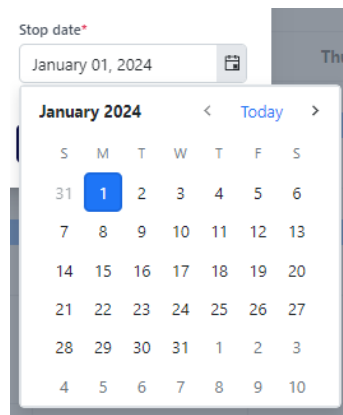 Stop date*
January 01, 2024
Thu
January 2024 < Today >
S M T W T F S
31 1 2 3 4 5 6
7 8 9 10 11 12 13
14 15 16 17 18 19 20
21 22 23 24 25 26 27
28 29 30 31 1 2 3
4 5 6 7 8 9 10